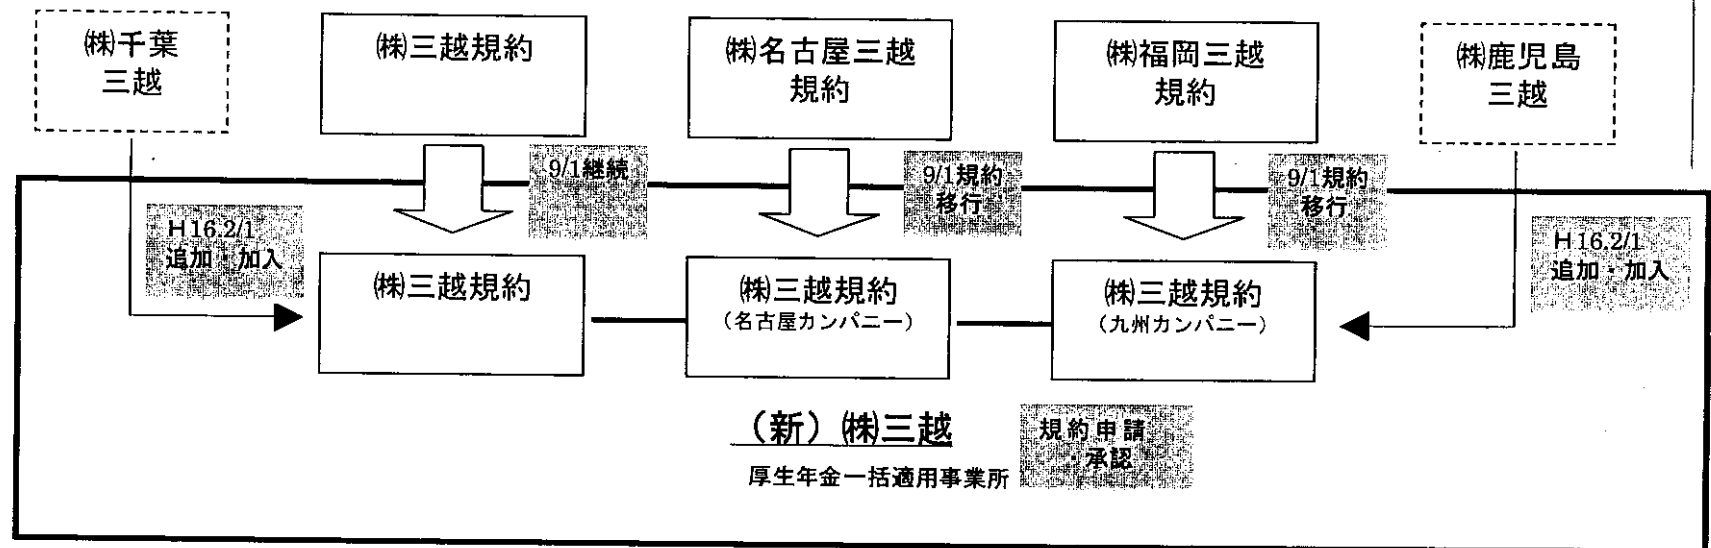 ㈱千葉
三越
㈱三越規約
㈱名古屋三越
規約
㈱福岡三越
規約
㈱鹿児島
三越
9/1継続
9/1規約
移行
9/1規約
移行
H16.2/1
追加・加入
H16.2/1
追加・加入
㈱三越規約
㈱三越規約
（名古屋カンパニー）
㈱三越規約
（九州カンパニー）
（新）㈱三越
厚生年金一括適用事業所
規約申請
・承認